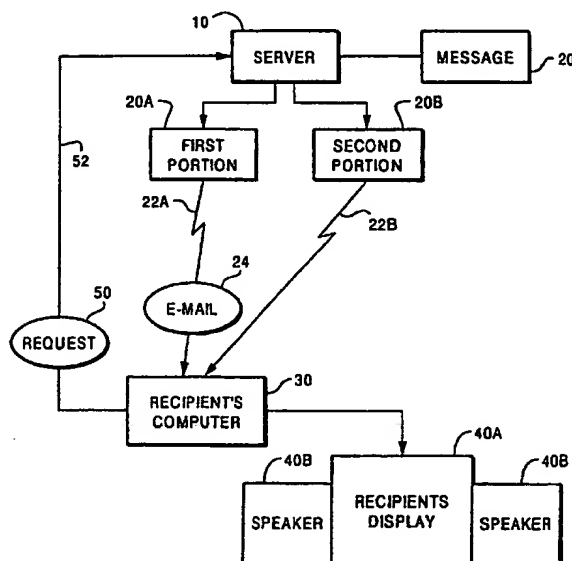 10
SERVER
MESSAGE
20
20A
20B
FIRST
PORTION
SECOND
PORTION
52
22A
22B
24
E-MAIL
50
REQUEST
30
RECIPIENT'S
COMPUTER
40A
40B
40B
SPEAKER
RECIPIENTS
DISPLAY
SPEAKER